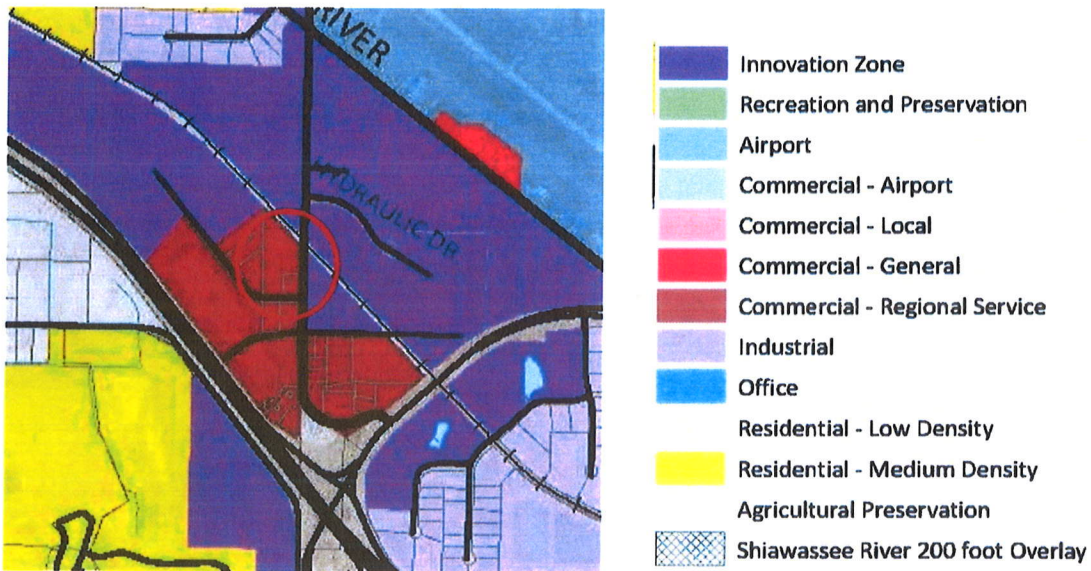 RIVER
HYDRAULIC DR
Innovation Zone
Recreation and Preservation
Airport
Commercial - Airport
Commercial - Local
Commercial - General
Commercial - Regional Service
Industrial
Office
Residential - Low Density
Residential - Medium Density
Agricultural Preservation
Shiawassee River 200 foot Overlay